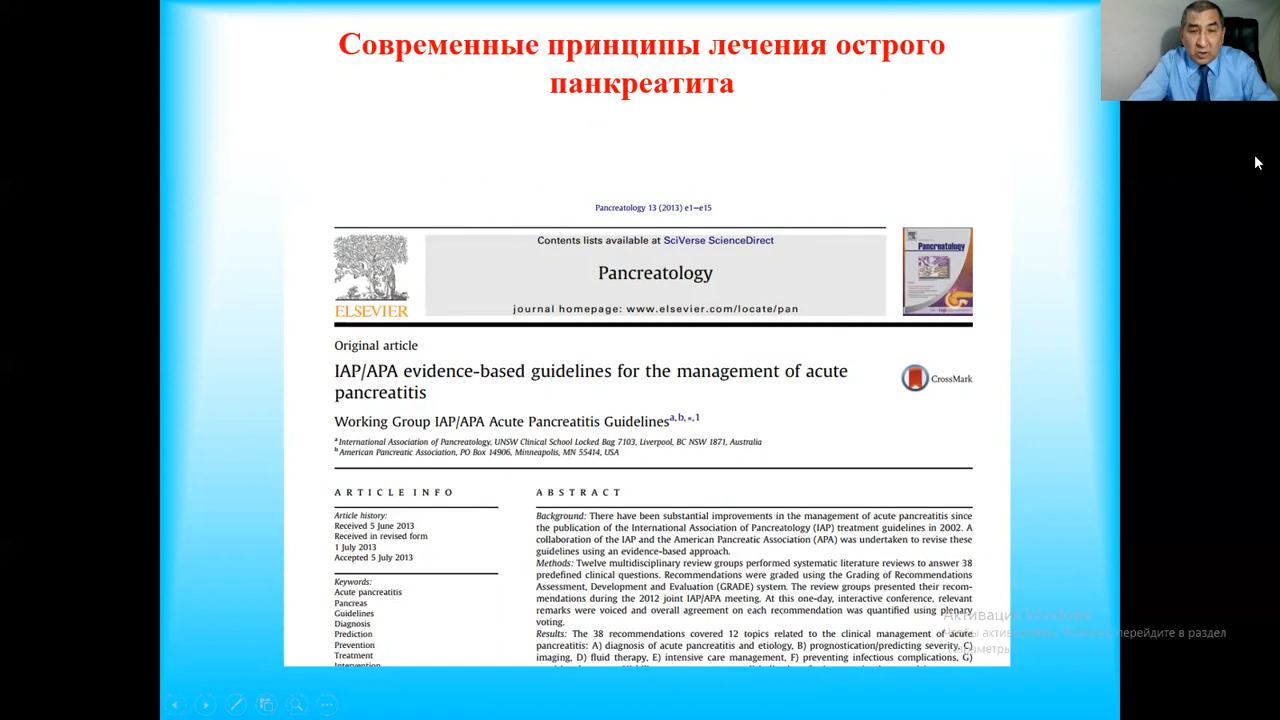 Современные принципы лечения острого
панкреатита
Pancreatology 13 (2013) e1–e15
Contents lists available at SciVerse ScienceDirect
Pancreatology
journal homepage: www.elsevier.com/locate/pan
ELSEVIER
Pancreatology
Original article
IAP/APA evidence-based guidelines for the management of acute
pancreatitis
CrossMark
Working Group IAP/APA Acute Pancreatitis Guidelines a,b,*,1
a International Association of Pancreatology, UNSW Clinical School Locked Bag 7103, Liverpool, BC NSW 1871, Australia
b American Pancreatic Association, PO Box 14906, Minneapolis, MN 55414, USA
ARTICLE INFO
Article history:
Received 5 June 2013
Received in revised form
1 July 2013
Accepted 5 July 2013
Keywords:
Acute pancreatitis
Pancreas
Guidelines
Diagnosis
Prediction
Prevention
Treatment
Intervention
ABSTRACT
Background: There have been substantial improvements in the management of acute pancreatitis since
the publication of the International Association of Pancreatology (IAP) treatment guidelines in 2002. A
collaboration of the IAP and the American Pancreatic Association (APA) was undertaken to revise these
guidelines using an evidence-based approach.
Methods: Twelve multidisciplinary review groups performed systematic literature reviews to answer 38
predefined clinical questions. Recommendations were graded using the Grading of Recommendations
Assessment, Development and Evaluation (GRADE) system. The review groups presented their recom-
mendations during the 2012 joint IAP/APA meeting. At this one-day, interactive conference, relevant
remarks were voiced and overall agreement on each recommendation was quantified using plenary
voting.
Results: The 38 recommendations covered 12 topics related to the clinical management of acute
pancreatitis: A) diagnosis of acute pancreatitis and etiology, B) prognostication/predicting severity, C)
imaging, D) fluid therapy, E) intensive care management, F) preventing infectious complications, G)
Активация Windows
Чтобы активировать Windows, перейдите в раздел
Параметры